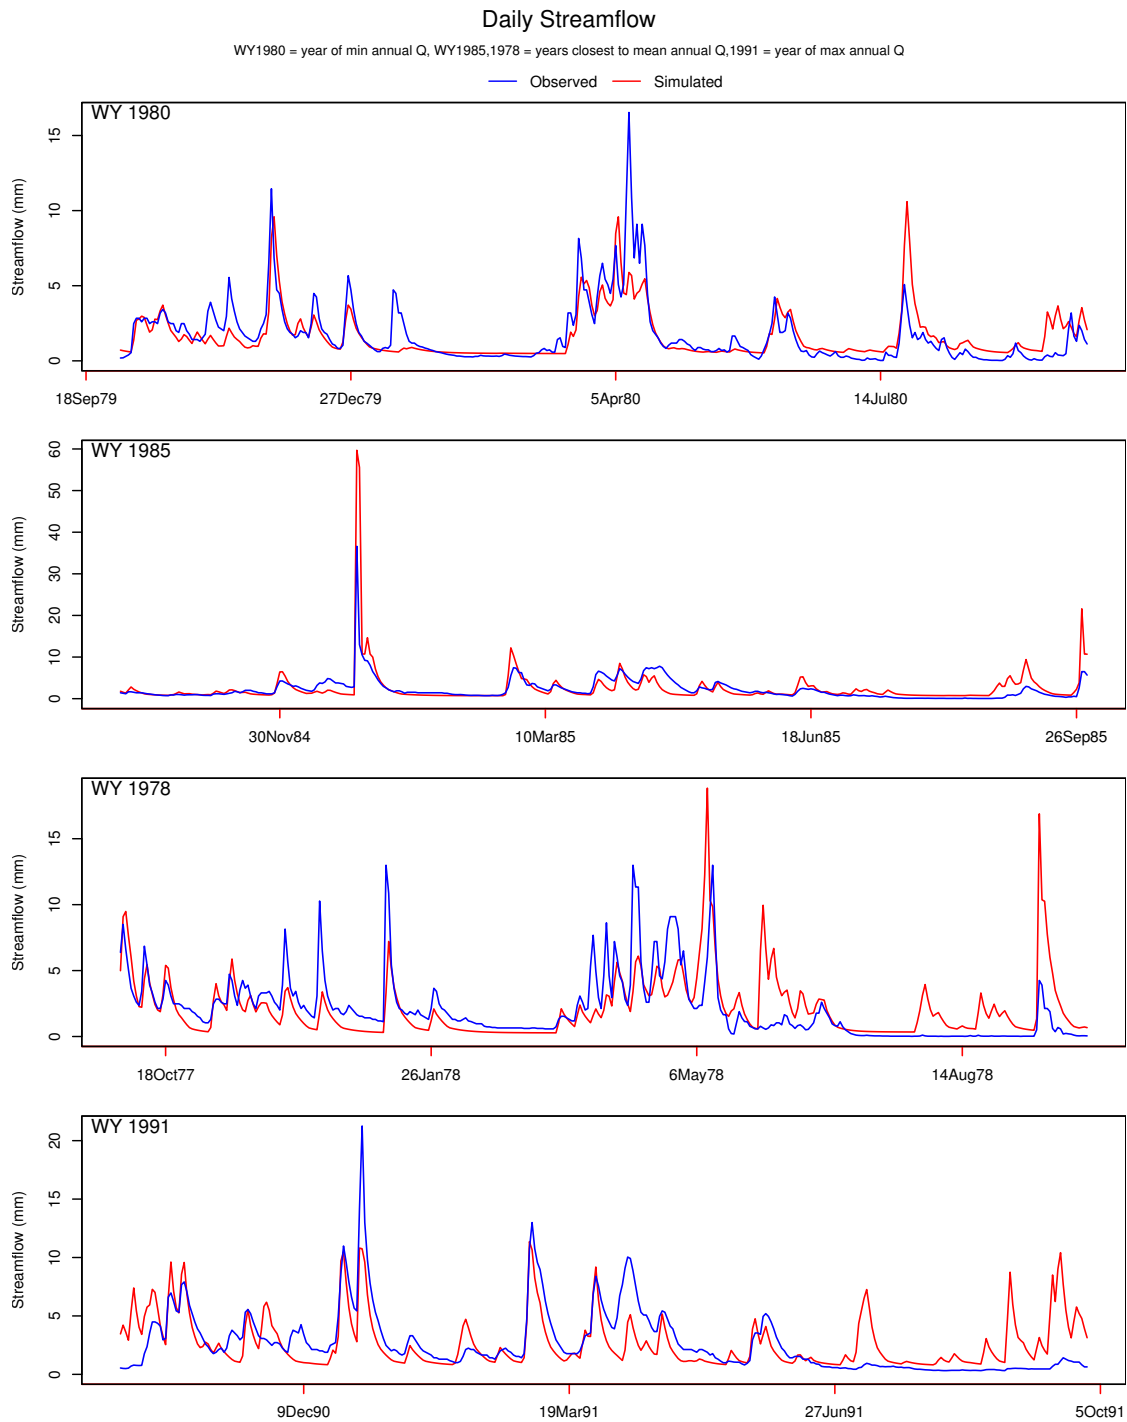 Daily Streamflow
WY1980 = year of min annual Q, WY1985,1978 = years closest to mean annual Q,1991 = year of max annual Q
Observed Simulated
WY 1980
Streamflow (mm)
0 5 10 15
18Sep79 27Dec79 5Apr80 14Jul80
WY 1985
Streamflow (mm)
0 10 20 30 40 50 60
30Nov84 10Mar85 18Jun85 26Sep85
WY 1978
Streamflow (mm)
0 5 10 15
18Oct77 26Jan78 6May78 14Aug78
WY 1991
Streamflow (mm)
0 5 10 15 20
9Dec90 19Mar91 27Jun91 5Oct91